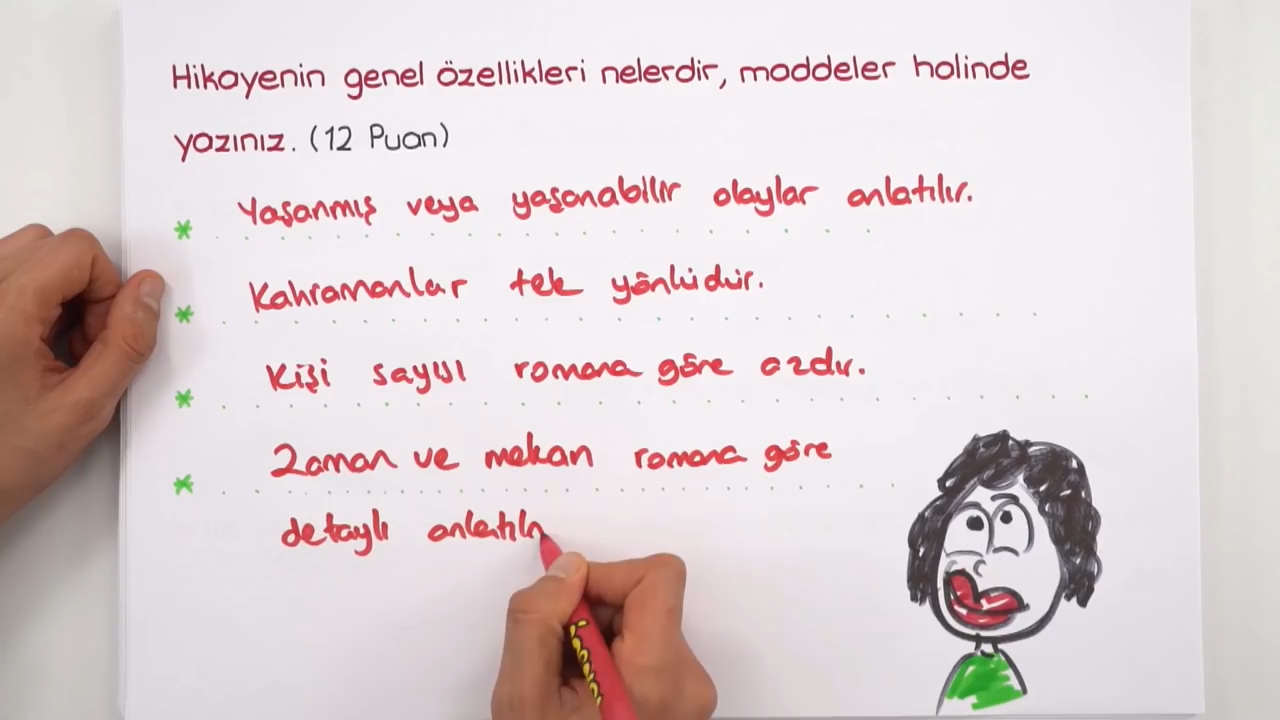 Hikayenin genel özellikleri nelerdir, maddeler halinde
yazınız. (12 Puan)
* Yaşanmış veya yaşanabilir olaylar anlatılır.
* Kahramanlar tek yönlüdür.
* Kişi sayısı romana göre azdır.
* Zaman ve mekan romana göre
detaylı anlatılı